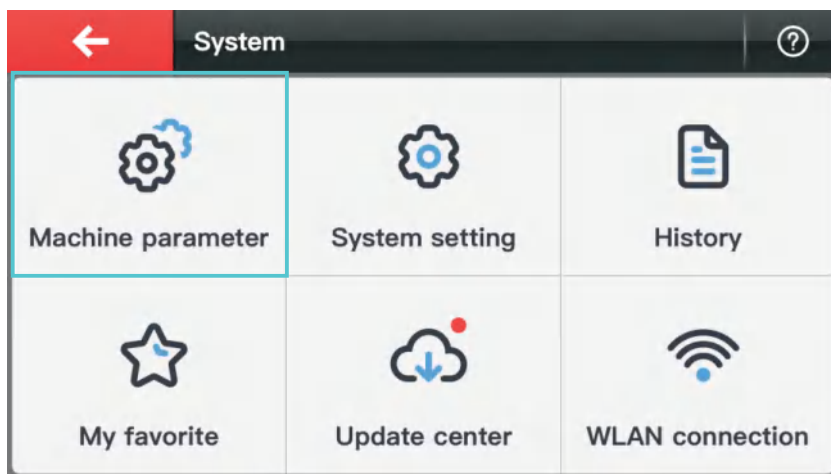 System
Machine parameter
System setting
History
My favorite
Update center
WLAN connection